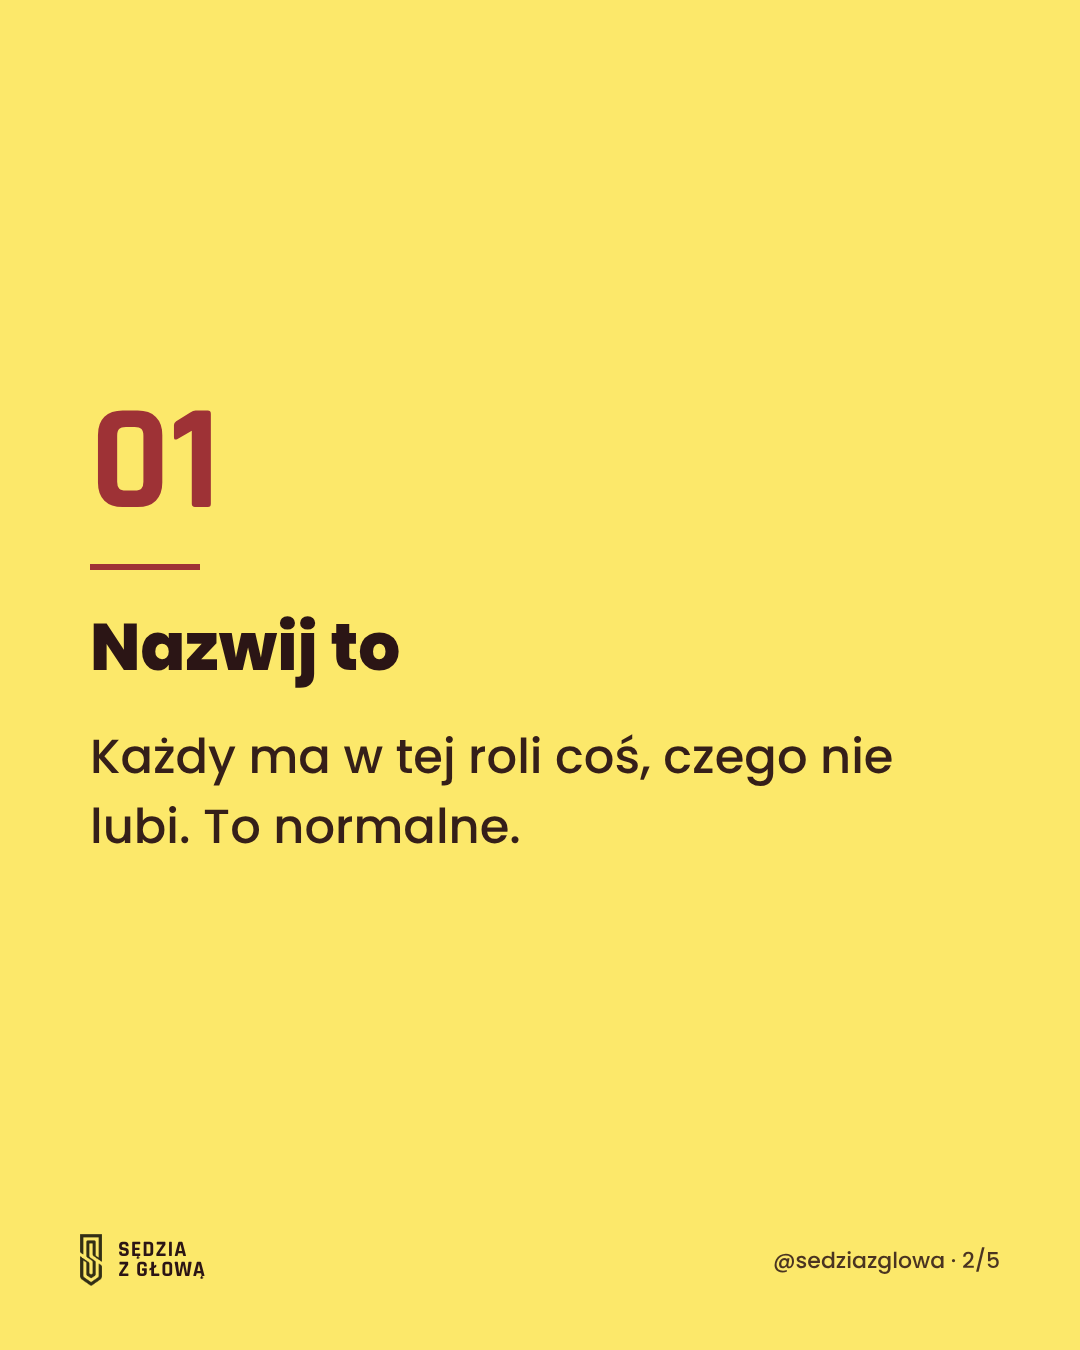 01
Nazwij to
Każdy ma w tej roli coś, czego nie
lubi. To normalne.
SĘDZIA
Z GŁOWĄ
@sedziazglowa · 2/5